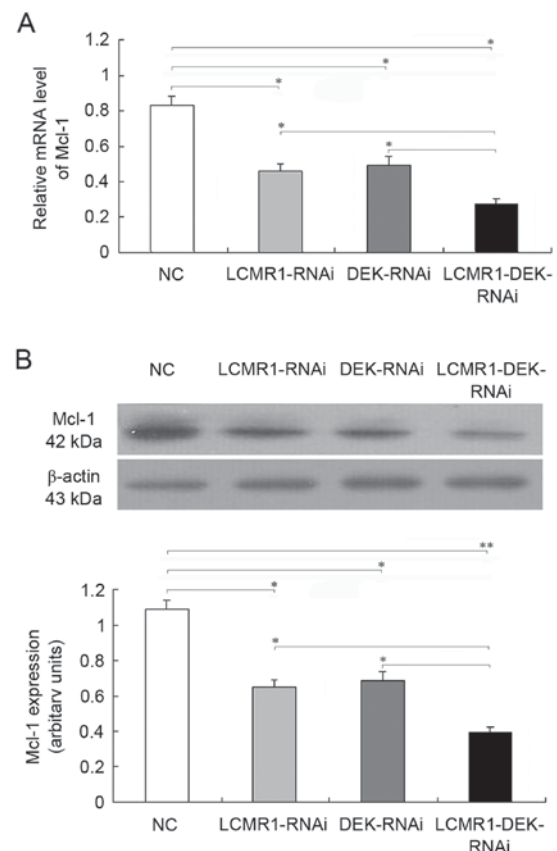 A
Relative mRNA level
of Mcl-1
1.2
1
0.8
0.6
0.4
0.2
0
*
*
*
*
*
NC
LCMR1-RNAi
DEK-RNAi
LCMR1-DEK-
RNAi
B
NC
LCMR1-RNAi
DEK-RNAi
LCMR1-DEK-
RNAi
Mcl-1
42 kDa
β-actin
43 kDa
Mcl-1 expression
(arbitarv units)
1.2
1
0.8
0.6
0.4
0.2
0
**
*
*
*
*
NC
LCMR1-RNAi
DEK-RNAi
LCMR1-DEK-
RNAi